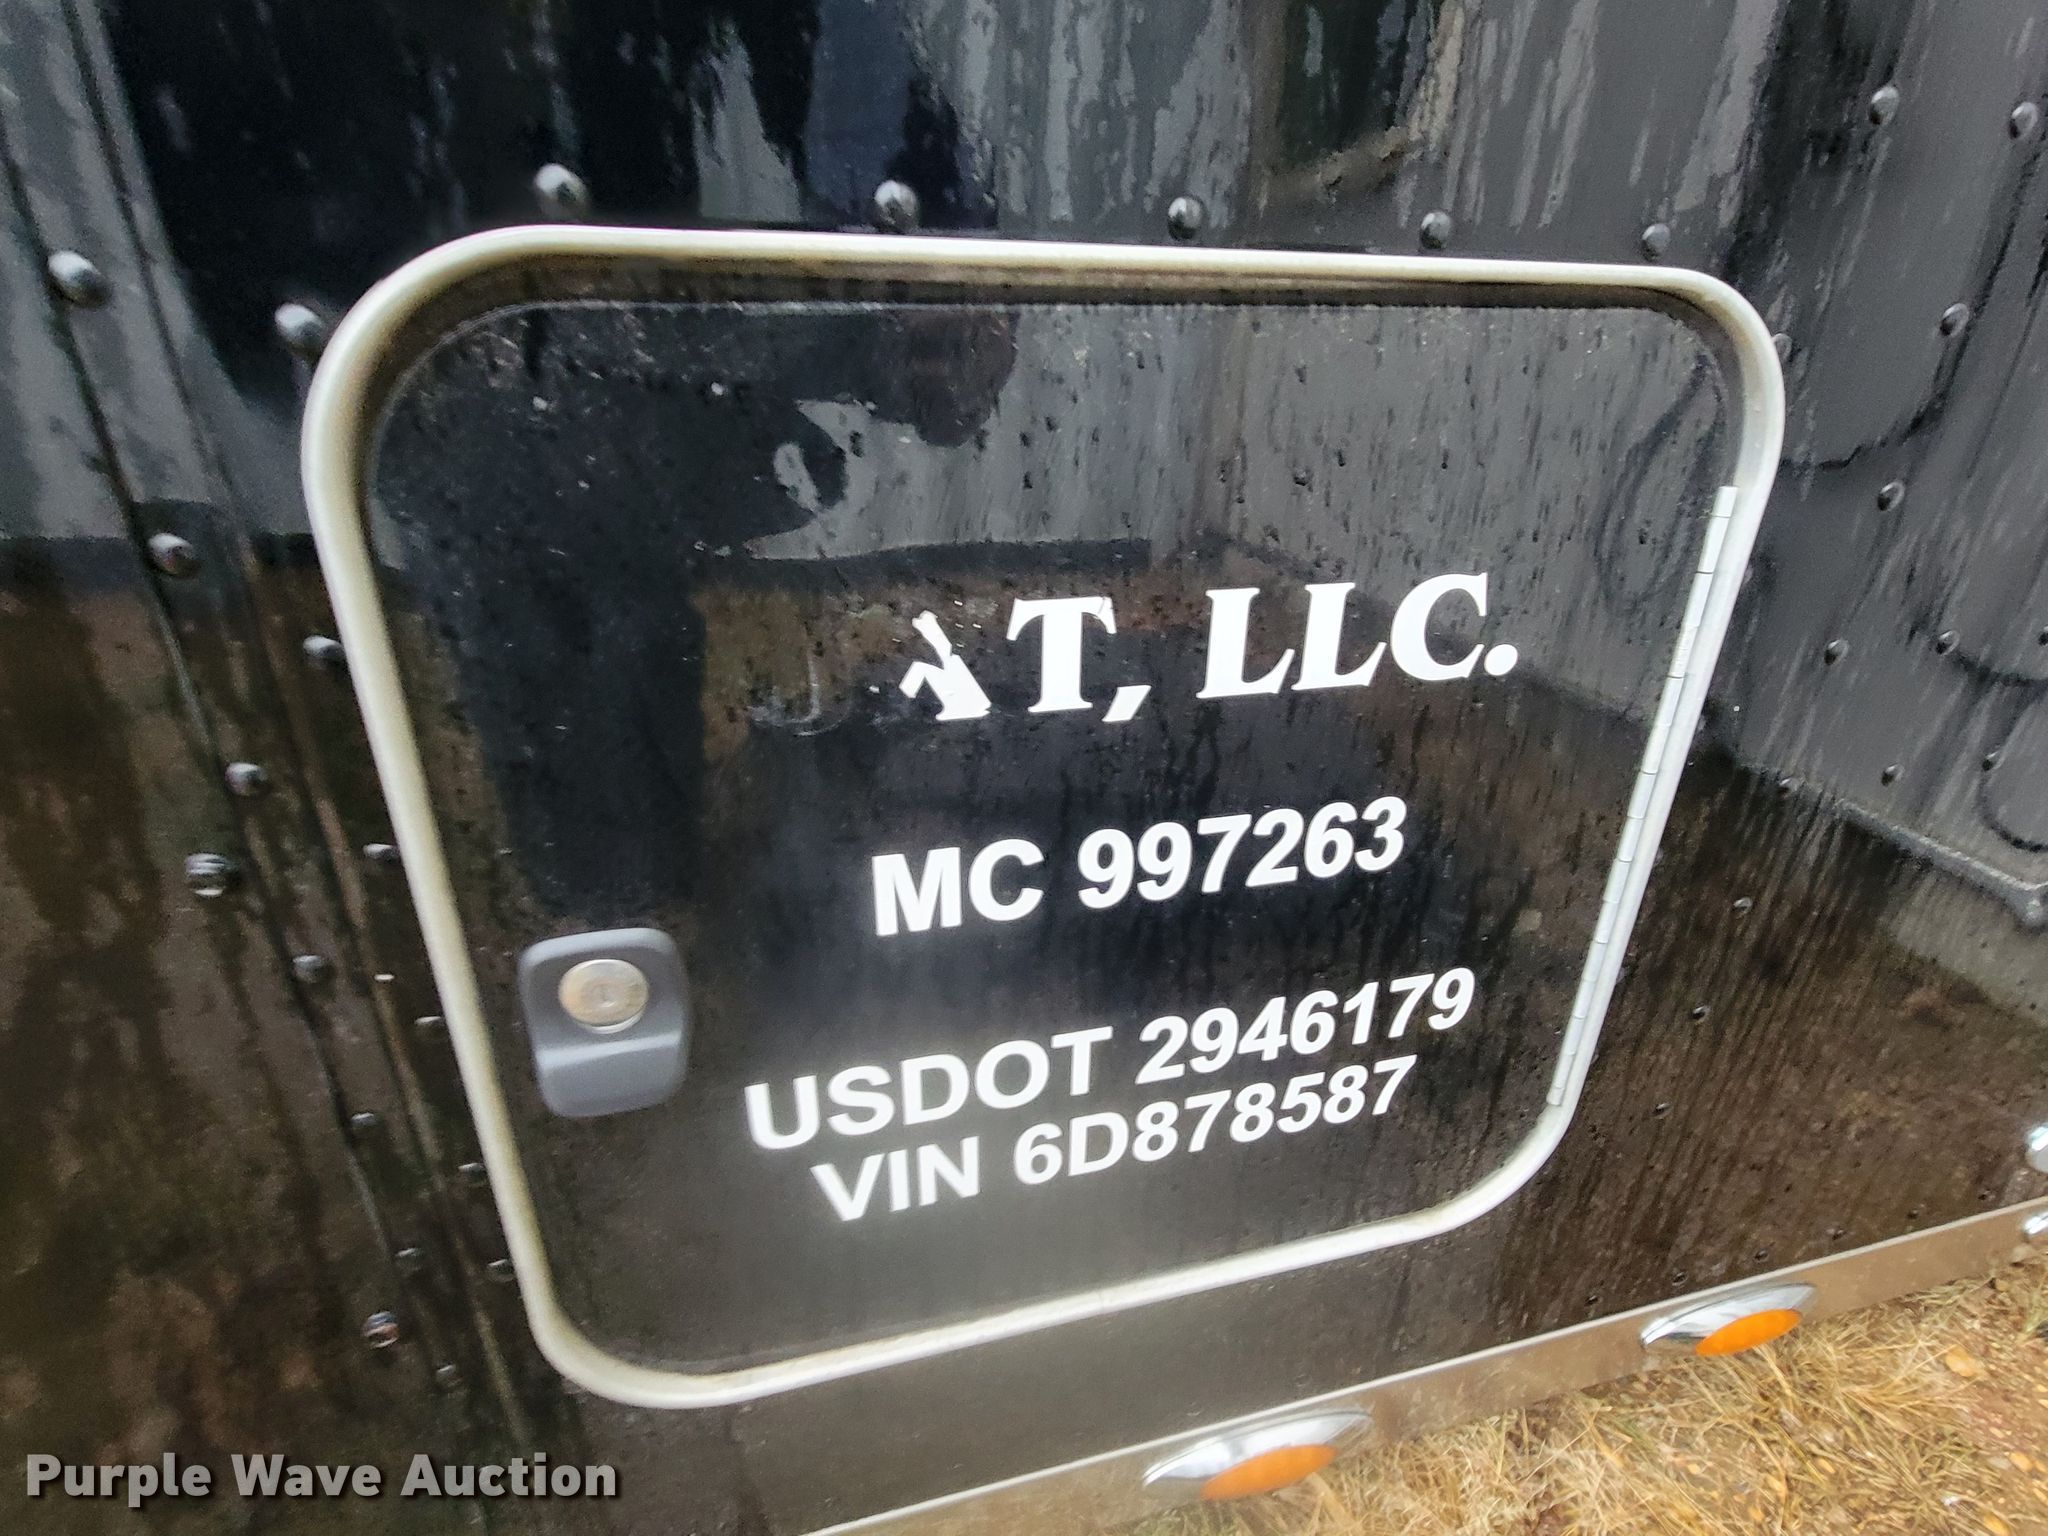 T, LLC.
MC 997263
USDOT 2946179
VIN 6D878587
Purple Wave Auction